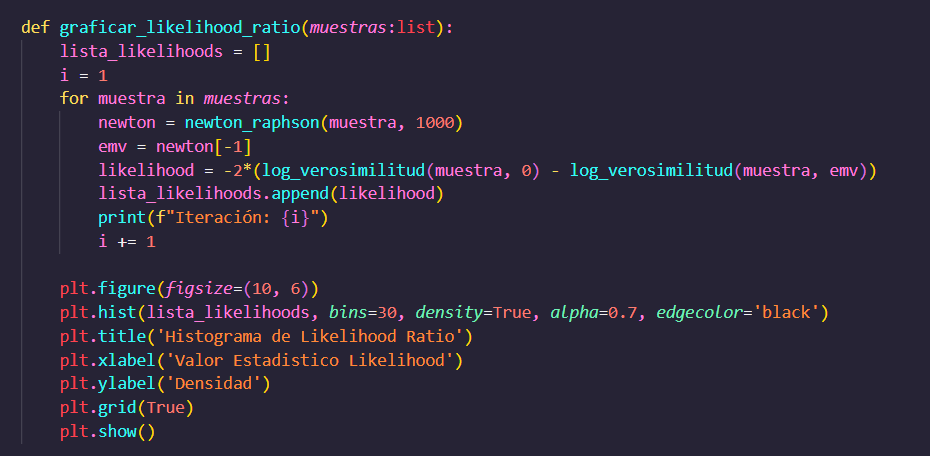 def graficar_likelihood_ratio(muestras:list):
    lista_likelihoods = []
    i = 1
    for muestra in muestras:
        newton = newton_raphson(muestra, 1000)
        emv = newton[-1]
        likelihood = -2*(log_verosimilitud(muestra, 0) - log_verosimilitud(muestra, emv))
        lista_likelihoods.append(likelihood)
        print(f"Iteración: {i}")
        i += 1

    plt.figure(figsize=(10, 6))
    plt.hist(lista_likelihoods, bins=30, density=True, alpha=0.7, edgecolor='black')
    plt.title('Histograma de Likelihood Ratio')
    plt.xlabel('Valor Estadistico Likelihood')
    plt.ylabel('Densidad')
    plt.grid(True)
    plt.show()